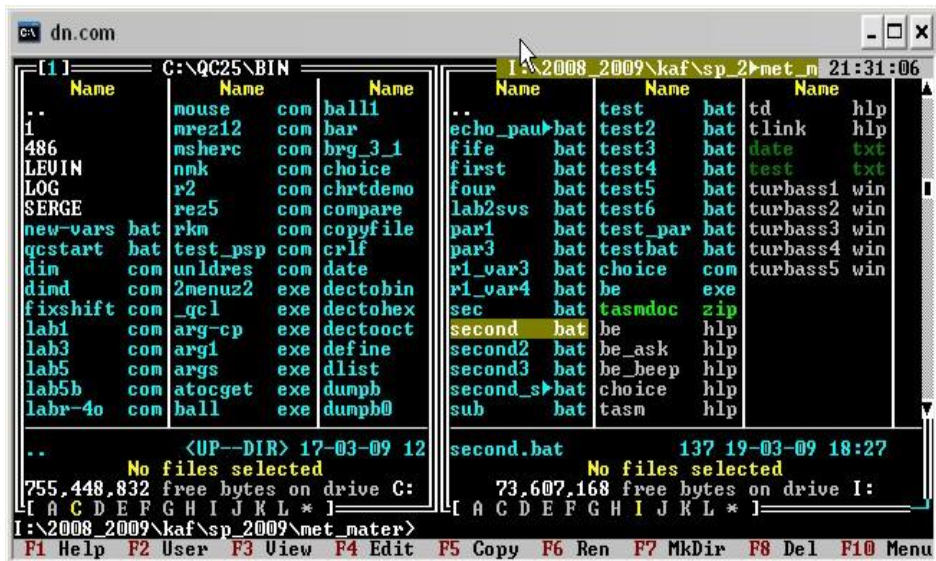 dn.com
[1] C:\QC25\BIN I:\2008_2009\kaf\sp_2▸met_m 21:31:06
Name Name Name Name Name Name
.. mouse com ball1 .. test bat td hlp
1 mrez12 com bar echo_pau▸bat test2 bat tlink hlp
486 msherc com brg_3_1 fife bat test3 bat date txt
LEVIN nmk com choice first bat test4 bat test txt
LOG r2 com chrtdemo four bat test5 bat turbass1 win
SERGE rez5 com compare lab2svs bat test6 bat turbass2 win
new-vars bat rkm com copyfile par1 bat test_par bat turbass3 win
qcstart bat test_psp com crlf par3 bat testbat bat turbass4 win
dim com unldres com date r1_var3 bat choice com turbass5 win
dimd com 2menuz2 exe dectobin r1_var4 bat be exe
fixshift com _qcl exe dectohex sec bat tasmdoc zip
lab1 com arg-cp exe dectooct second bat be hlp
lab3 com arg1 exe define second2 bat be_ask hlp
lab5 com args exe dlist second3 bat be_beep hlp
lab5b com atocget exe dumpb second_s▸bat choice hlp
labr-4o com ball exe dumpb0 sub bat tasm hlp
.. <UP--DIR> 17-03-09 12 second.bat 137 19-03-09 18:27
No files selected No files selected
755,448,832 free bytes on drive C: 73,607,168 free bytes on drive I:
[ A C D E F G H I J K L * ] [ A C D E F G H I J K L * ]
I:\2008_2009\kaf\sp_2009\met_mater>
F1 Help F2 User F3 View F4 Edit F5 Copy F6 Ren F7 MkDir F8 Del F10 Menu